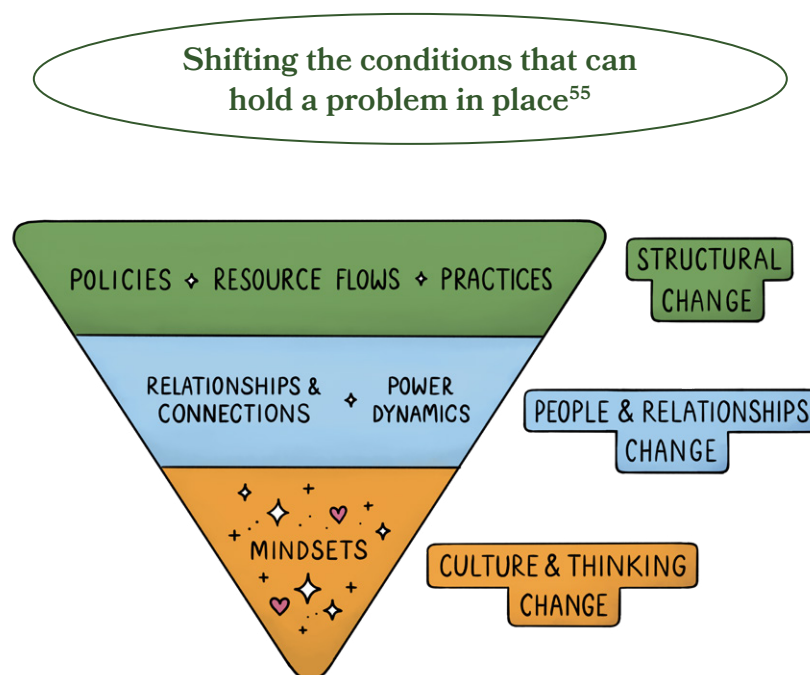 Shifting the conditions that can
hold a problem in place⁵⁵
POLICIES ✧ RESOURCE FLOWS ✧ PRACTICES
STRUCTURAL
CHANGE
RELATIONSHIPS &
CONNECTIONS
✧
POWER
DYNAMICS
PEOPLE & RELATIONSHIPS
CHANGE
MINDSETS
CULTURE & THINKING
CHANGE